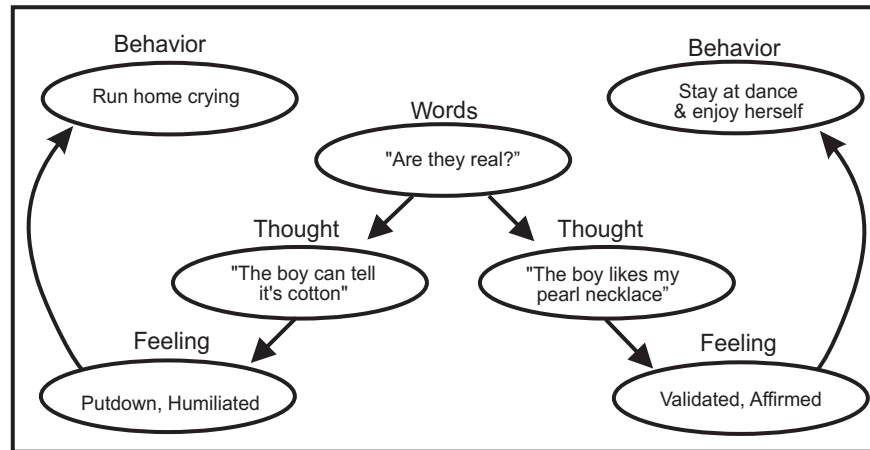 Behavior
Run home crying
Words
"Are they real?”
Behavior
Stay at dance
& enjoy herself
Thought
"The boy can tell
it's cotton"
Thought
"The boy likes my
pearl necklace”
Feeling
Putdown, Humiliated
Feeling
Validated, Affirmed